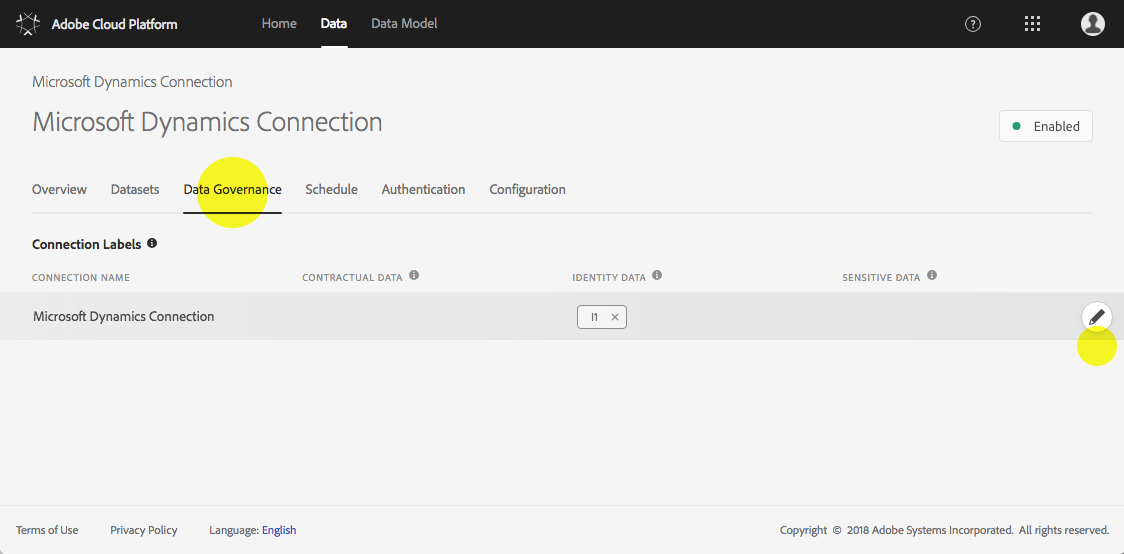 Adobe Cloud Platform Home Data Data Model
Microsoft Dynamics Connection
Microsoft Dynamics Connection
Enabled
Overview Datasets Data Governance Schedule Authentication Configuration
Connection Labels
CONNECTION NAME CONTRACTUAL DATA IDENTITY DATA SENSITIVE DATA
Microsoft Dynamics Connection I1
Terms of Use Privacy Policy Language: English Copyright © 2018 Adobe Systems Incorporated. All rights reserved.